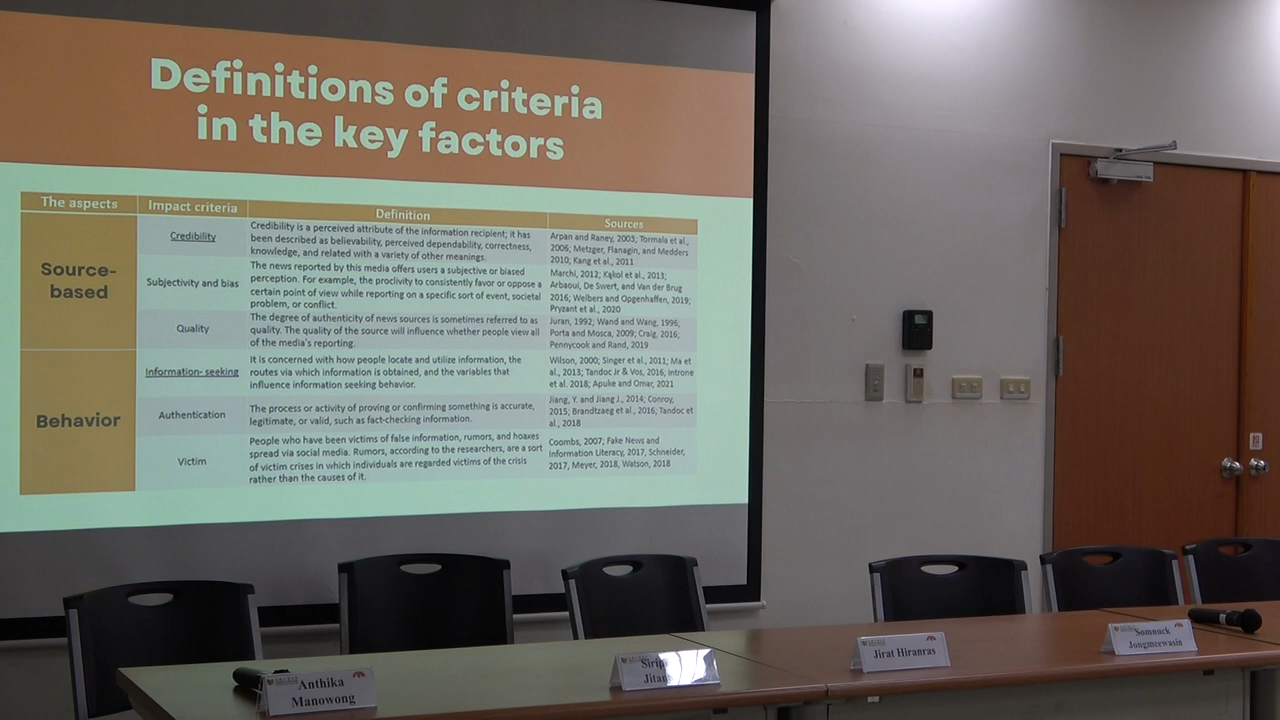 Definitions of criteria
in the key factors
The aspects
Impact criteria
Definition
Sources
Source-
based
Credibility
Credibility is a perceived attribute of the information recipient; it has
been described as believability, perceived dependability, correctness,
knowledge, and related with a variety of other meanings.
Arpan and Raney, 2003; Tormala et al.,
2006; Metzger, Flanagin, and Medders
2010; Kang et al., 2011
Subjectivity and bias
The news reported by this media offers users a subjective or biased
perception. For example, the proclivity to consistently favor or oppose a
certain point of view while reporting on a specific sort of event, societal
problem, or conflict.
Marchi, 2012; Kąkol et al., 2013;
Arbaoui, De Swert, and Van der Brug
2016; Welbers and Opgenhaffen, 2019;
Pryzant et al., 2020
Quality
The degree of authenticity of news sources is sometimes referred to as
quality. The quality of the source will influence whether people view all
of the media's reporting.
Juran, 1992; Wand and Wang, 1996;
Porta and Mosca, 2009; Craig, 2016;
Pennycook and Rand, 2019
Behavior
Information- seeking
It is concerned with how people locate and utilize information, the
routes via which information is obtained, and the variables that
influence information seeking behavior.
Wilson, 2000; Singer et al., 2011; Ma et
al., 2013; Tandoc Jr & Vos, 2016; Introne
et al. 2018; Apuke and Omar, 2021
Authentication
The process or activity of proving or confirming something is accurate,
legitimate, or valid, such as fact-checking information.
Jiang, Y. and Jiang J., 2014; Conroy,
2015; Brandtzaeg et al., 2016; Tandoc et
al., 2018
Victim
People who have been victims of false information, rumors, and hoaxes
spread via social media. Rumors, according to the researchers, are a sort
of victim crises in which individuals are regarded victims of the crisis
rather than the causes of it.
Coombs, 2007; Fake News and
Information Literacy, 2017, Schneider,
2017, Meyer, 2018, Watson, 2018
Anthika
Manowong
Jirat Hiranras
Somnuck
Jongmeewasin